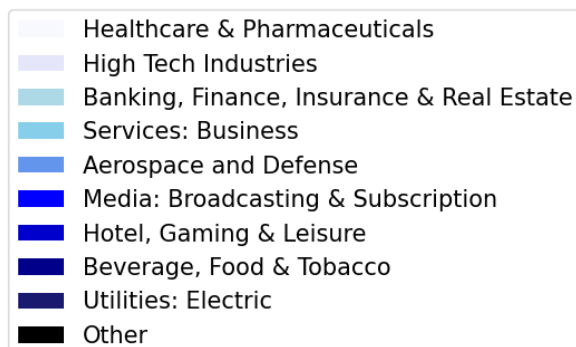 Healthcare & Pharmaceuticals
High Tech Industries
Banking, Finance, Insurance & Real Estate
Services: Business
Aerospace and Defense
Media: Broadcasting & Subscription
Hotel, Gaming & Leisure
Beverage, Food & Tobacco
Utilities: Electric
Other